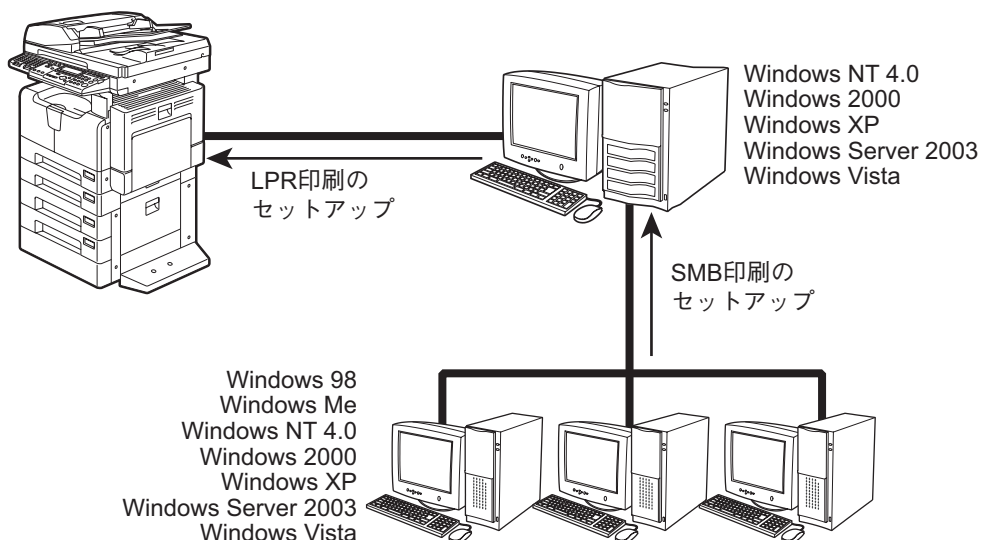 Windows NT 4.0
Windows 2000
Windows XP
Windows Server 2003
Windows Vista
LPR印刷の
セットアップ
SMB印刷の
セットアップ
Windows 98
Windows Me
Windows NT 4.0
Windows 2000
Windows XP
Windows Server 2003
Windows Vista